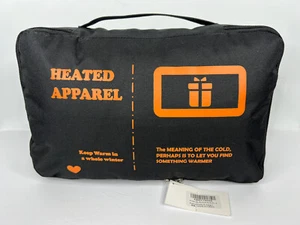 HEATED
APPAREL
Keep Warm in
a whole winter
The MEANING OF THE COLD,
PERHAPS IS TO LET YOU FIND
SOMETHING WARMER